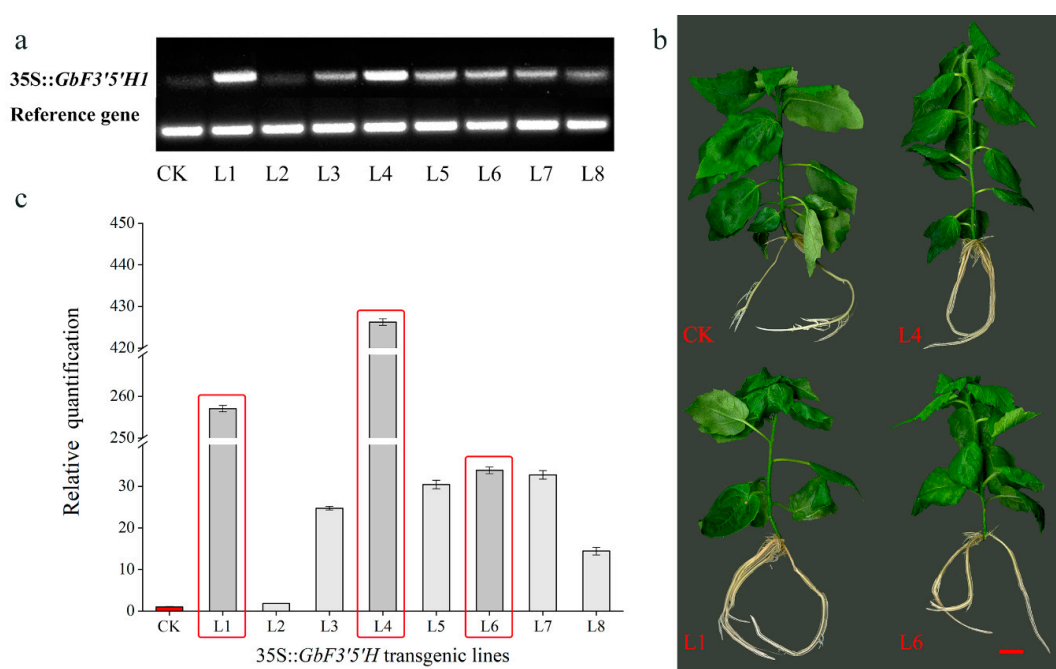 a
35S::GbF3'5'H1
Reference gene
CK L1 L2 L3 L4 L5 L6 L7 L8
b
CK
L4
L1
L6
c
Relative quantification
450
440
430
420
260
250
30
20
10
0
CK L1 L2 L3 L4 L5 L6 L7 L8
35S::GbF3'5'H transgenic lines